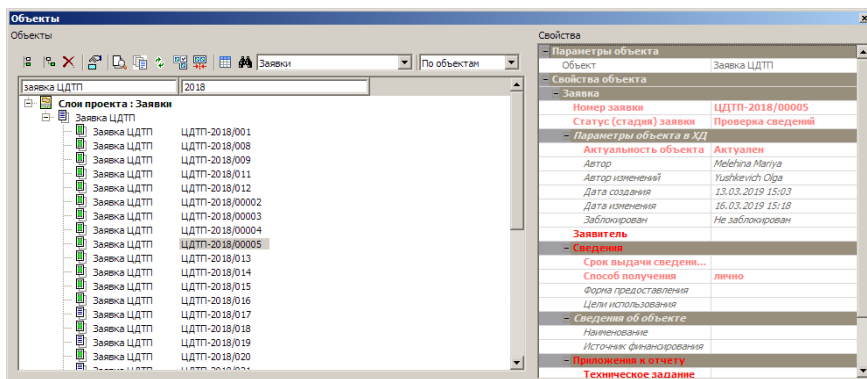 Объекты
Объекты
Заявки
По объектам
заявка ЦДТП 2018
Слои проекта : Заявки
Заявка ЦДТП
Заявка ЦДТП ЦДТП-2018/001
Заявка ЦДТП ЦДТП-2018/008
Заявка ЦДТП ЦДТП-2018/009
Заявка ЦДТП ЦДТП-2018/011
Заявка ЦДТП ЦДТП-2018/012
Заявка ЦДТП ЦДТП-2018/00002
Заявка ЦДТП ЦДТП-2018/00003
Заявка ЦДТП ЦДТП-2018/00004
Заявка ЦДТП ЦДТП-2018/00005
Заявка ЦДТП ЦДТП-2018/013
Заявка ЦДТП ЦДТП-2018/014
Заявка ЦДТП ЦДТП-2018/015
Заявка ЦДТП ЦДТП-2018/016
Заявка ЦДТП ЦДТП-2018/017
Заявка ЦДТП ЦДТП-2018/018
Заявка ЦДТП ЦДТП-2018/019
Заявка ЦДТП ЦДТП-2018/020
Свойства
Параметры объекта
Объект Заявка ЦДТП
Свойства объекта
Заявка
Номер заявки ЦДТП-2018/00005
Статус (стадия) заявки Проверка сведений
Параметры объекта в ХД
Актуальность объекта Актуален
Автор Melehina Mariya
Автор изменений Yushkevich Olga
Дата создания 13.03.2019 15:03
Дата изменения 16.03.2019 15:18
Заблокирован Не заблокирован
Заявитель
Сведения
Срок выдачи сведени...
Способ получения лично
Форма предоставления
Цели использования
Сведения об объекте
Наименование
Источник финансирования
Приложения к отчету
Техническое задание